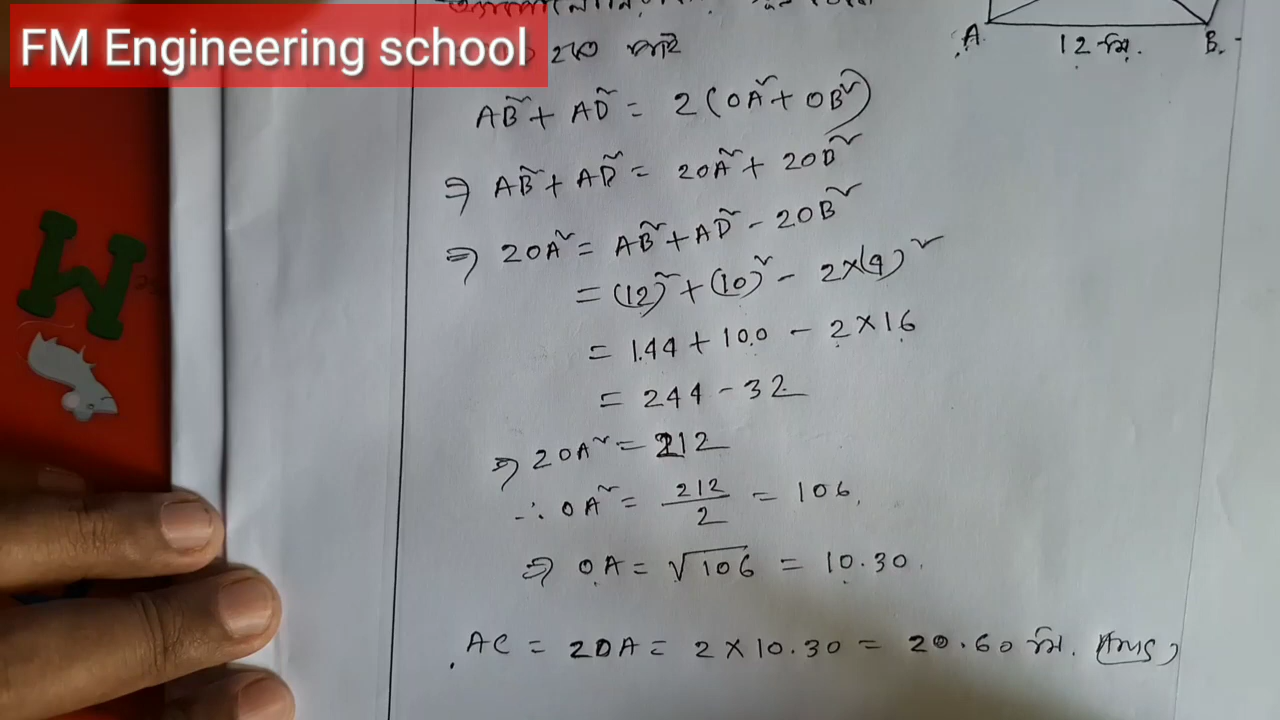 FM Engineering school
A
12 মি.
B.
পাই
AB² + AD² = 2(OA² + OB²)
⇒ AB² + AD² = 2OA² + 2OB²
⇒ 2OA² = AB² + AD² - 2OB²
= (12)² + (10)² - 2×(4)²
= 144 + 100 - 2×16
= 244 - 32
⇒ 2OA² = 212
∴ OA² = 212/2 = 106.
⇒ OA = √106 = 10.30.
AC = 2OA = 2 × 10.30 = 20.60 মি. (Ans)